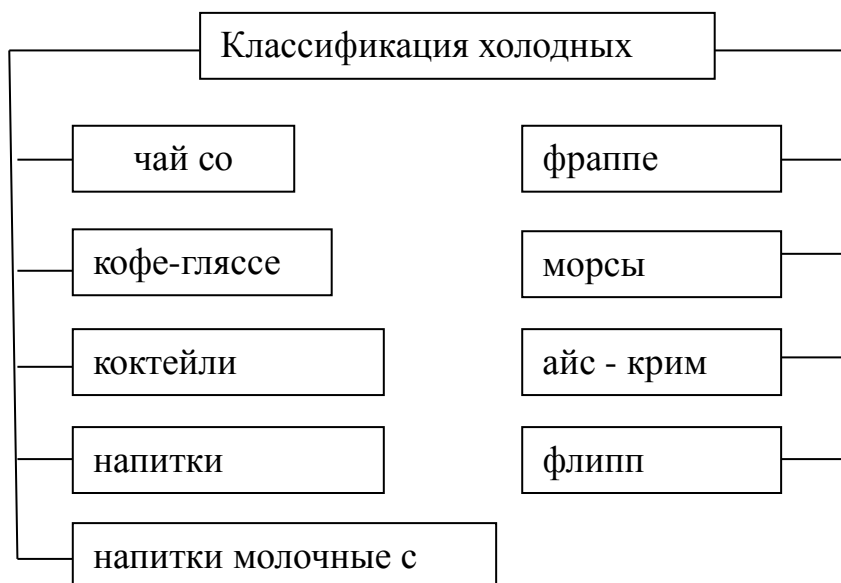 Классификация холодных
чай со
кофе-гляссе
коктейли
напитки
напитки молочные с
фраппе
морсы
айс - крим
флипп